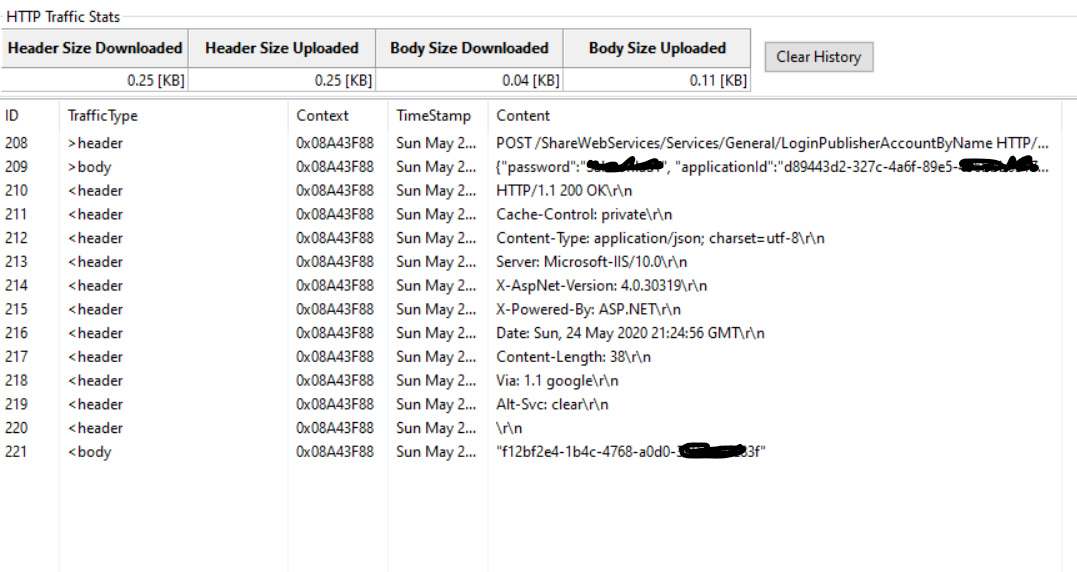 HTTP Traffic Stats
Header Size Downloaded Header Size Uploaded Body Size Downloaded Body Size Uploaded
Clear History
0.25 [KB] 0.25 [KB] 0.04 [KB] 0.11 [KB]
ID TrafficType Context TimeStamp Content
208 >header 0x08A43F88 Sun May 2... POST /ShareWebServices/Services/General/LoginPublisherAccountByName HTTP/...
209 >body 0x08A43F88 Sun May 2... {"password":" ", "applicationId":"d89443d2-327c-4a6f-89e5- ...
210 <header 0x08A43F88 Sun May 2... HTTP/1.1 200 OK\r\n
211 <header 0x08A43F88 Sun May 2... Cache-Control: private\r\n
212 <header 0x08A43F88 Sun May 2... Content-Type: application/json; charset=utf-8\r\n
213 <header 0x08A43F88 Sun May 2... Server: Microsoft-IIS/10.0\r\n
214 <header 0x08A43F88 Sun May 2... X-AspNet-Version: 4.0.30319\r\n
215 <header 0x08A43F88 Sun May 2... X-Powered-By: ASP.NET\r\n
216 <header 0x08A43F88 Sun May 2... Date: Sun, 24 May 2020 21:24:56 GMT\r\n
217 <header 0x08A43F88 Sun May 2... Content-Length: 38\r\n
218 <header 0x08A43F88 Sun May 2... Via: 1.1 google\r\n
219 <header 0x08A43F88 Sun May 2... Alt-Svc: clear\r\n
220 <header 0x08A43F88 Sun May 2... \r\n
221 <body 0x08A43F88 Sun May 2... "f12bf2e4-1b4c-4768-a0d0- 3f"